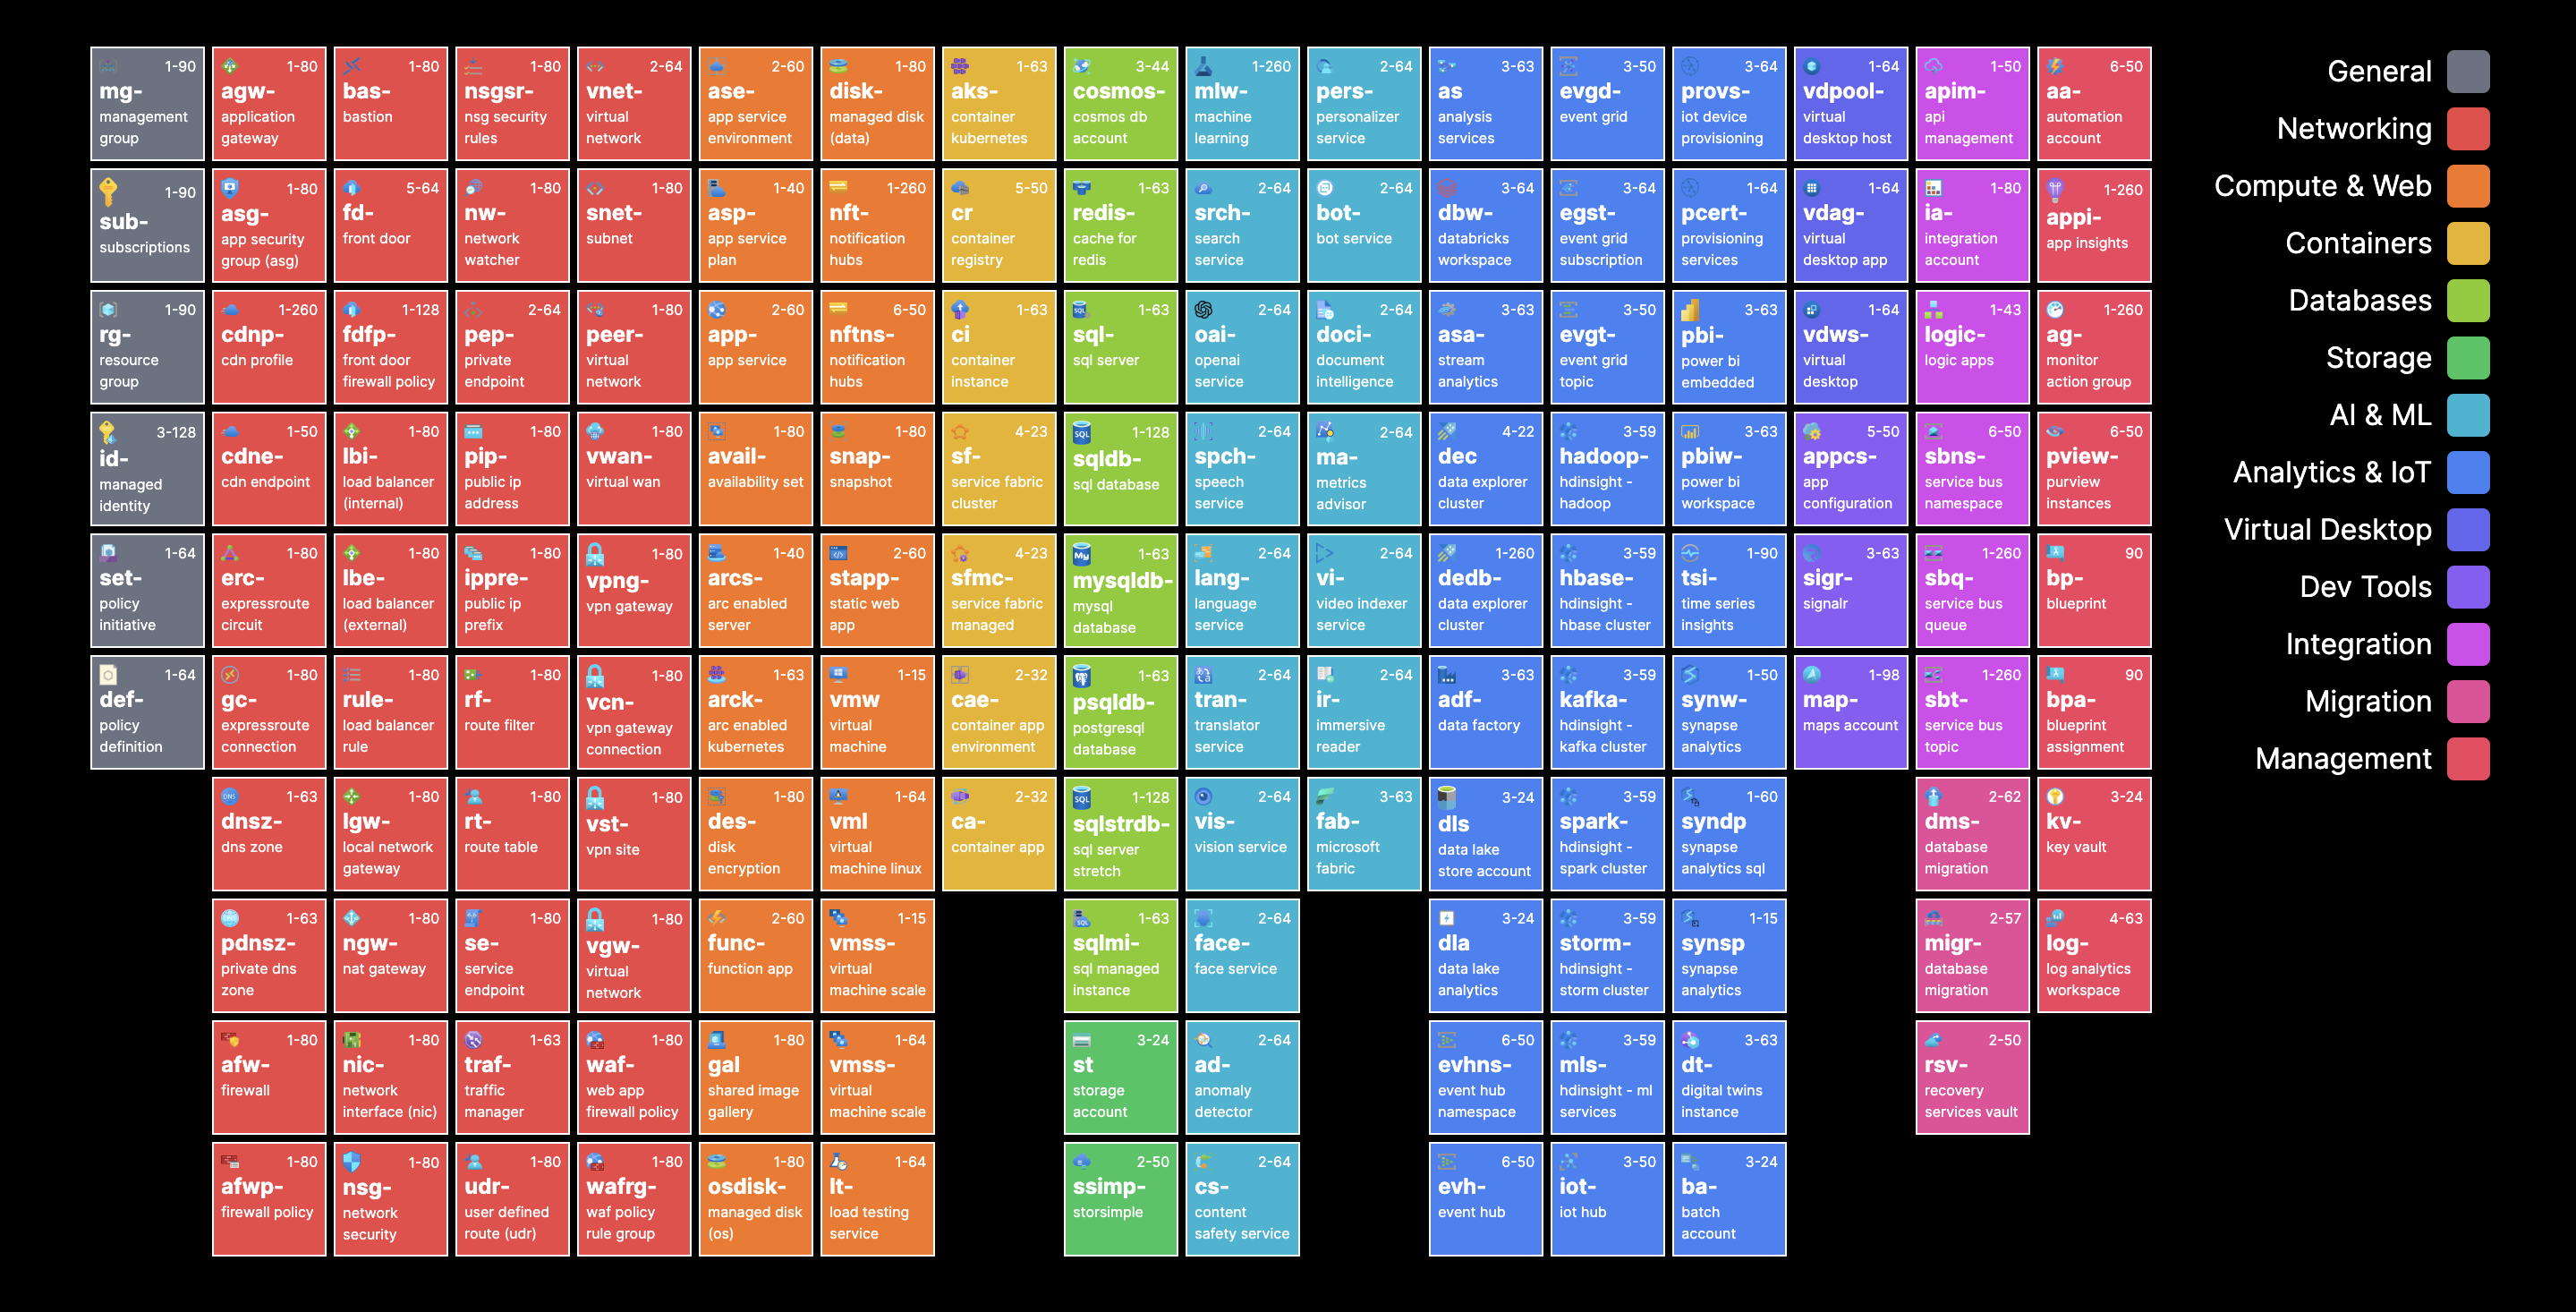 1-90
mg-
management
group
1-80
agw-
application
gateway
1-80
bas-
bastion
1-80
nsgsr-
nsg security
rules
2-64
vnet-
virtual
network
2-60
ase-
app service
environment
1-80
disk-
managed disk
(data)
1-63
aks-
container
kubernetes
3-44
cosmos-
cosmos db
account
1-260
mlw-
machine
learning
2-64
pers-
personalizer
service
3-63
as
analysis
services
3-50
evgd-
event grid
3-64
provs-
iot device
provisioning
1-64
vdpool-
virtual
desktop host
1-50
apim-
api
management
6-50
aa-
automation
account
1-90
sub-
subscriptions
1-80
asg-
app security
group (asg)
5-64
fd-
front door
1-80
nw-
network
watcher
1-80
snet-
subnet
1-40
asp-
app service
plan
1-260
nft-
notification
hubs
5-50
cr
container
registry
1-63
redis-
cache for
redis
2-64
srch-
search
service
2-64
bot-
bot service
3-64
dbw-
databricks
workspace
3-64
egst-
event grid
subscription
1-64
pcert-
provisioning
services
1-64
vdag-
virtual
desktop app
1-80
ia-
integration
account
1-260
appi-
app insights
1-90
rg-
resource
group
1-260
cdnp-
cdn profile
1-128
fdfp-
front door
firewall policy
2-64
pep-
private
endpoint
1-80
peer-
virtual
network
2-60
app-
app service
6-50
nftns-
notification
hubs
1-63
ci
container
instance
1-63
sql-
sql server
2-64
oai-
openai
service
2-64
doci-
document
intelligence
3-63
asa-
stream
analytics
3-50
evgt-
event grid
topic
3-63
pbi-
power bi
embedded
1-64
vdws-
virtual
desktop
1-43
logic-
logic apps
1-260
ag-
monitor
action group
3-128
id-
managed
identity
1-50
cdne-
cdn endpoint
1-80
lbi-
load balancer
(internal)
1-80
pip-
public ip
address
1-80
vwan-
virtual wan
1-80
avail-
availability set
1-80
snap-
snapshot
4-23
sf-
service fabric
cluster
1-128
sqldb-
sql database
2-64
spch-
speech
service
2-64
ma-
metrics
advisor
4-22
dec
data explorer
cluster
3-59
hadoop-
hdinsight -
hadoop
3-63
pbiw-
power bi
workspace
5-50
appcs-
app
configuration
6-50
sbns-
service bus
namespace
6-50
pview-
purview
instances
1-64
set-
policy
initiative
1-80
erc-
expressroute
circuit
1-80
lbe-
load balancer
(external)
1-80
ippre-
public ip
prefix
1-80
vpng-
vpn gateway
1-40
arcs-
arc enabled
server
2-60
stapp-
static web
app
4-23
sfmc-
service fabric
managed
1-63
mysqldb-
mysql
database
2-64
lang-
language
service
2-64
vi-
video indexer
service
1-260
dedb-
data explorer
cluster
3-59
hbase-
hdinsight -
hbase cluster
1-90
tsi-
time series
insights
3-63
sigr-
signalr
1-260
sbq-
service bus
queue
90
bp-
blueprint
1-64
def-
policy
definition
1-80
gc-
expressroute
connection
1-80
rule-
load balancer
rule
1-80
rf-
route filter
1-80
vcn-
vpn gateway
connection
1-63
arck-
arc enabled
kubernetes
1-15
vmw
virtual
machine
2-32
cae-
container app
environment
1-63
psqldb-
postgresql
database
2-64
tran-
translator
service
2-64
ir-
immersive
reader
3-63
adf-
data factory
3-59
kafka-
hdinsight -
kafka cluster
1-50
synw-
synapse
analytics
1-98
map-
maps account
1-260
sbt-
service bus
topic
90
bpa-
blueprint
assignment
1-63
dnsz-
dns zone
1-80
lgw-
local network
gateway
1-80
rt-
route table
1-80
vst-
vpn site
1-80
des-
disk
encryption
1-64
vml
virtual
machine linux
2-32
ca-
container app
1-128
sqlstrdb-
sql server
stretch
2-64
vis-
vision service
3-63
fab-
microsoft
fabric
3-24
dls
data lake
store account
3-59
spark-
hdinsight -
spark cluster
1-60
syndp
synapse
analytics sql
2-62
dms-
database
migration
3-24
kv-
key vault
1-63
pdnsz-
private dns
zone
1-80
ngw-
nat gateway
1-80
se-
service
endpoint
1-80
vgw-
virtual
network
2-60
func-
function app
1-15
vmss-
virtual
machine scale
1-63
sqlmi-
sql managed
instance
2-64
face-
face service
3-24
dla
data lake
analytics
3-59
storm-
hdinsight -
storm cluster
1-15
synsp
synapse
analytics
2-57
migr-
database
migration
4-63
log-
log analytics
workspace
1-80
afw-
firewall
1-80
nic-
network
interface (nic)
1-63
traf-
traffic
manager
1-80
waf-
web app
firewall policy
1-80
gal
shared image
gallery
1-64
vmss-
virtual
machine scale
3-24
st
storage
account
2-64
ad-
anomaly
detector
6-50
evhns-
event hub
namespace
3-59
mls-
hdinsight - ml
services
3-63
dt-
digital twins
instance
2-50
rsv-
recovery
services vault
1-80
afwp-
firewall policy
1-80
nsg-
network
security
1-80
udr-
user defined
route (udr)
1-80
wafrg-
waf policy
rule group
1-80
osdisk-
managed disk
(os)
1-64
lt-
load testing
service
2-50
ssimp-
storsimple
2-64
cs-
content
safety service
6-50
evh-
event hub
3-50
iot-
iot hub
3-24
ba-
batch
account
General
Networking
Compute & Web
Containers
Databases
Storage
AI & ML
Analytics & IoT
Virtual Desktop
Dev Tools
Integration
Migration
Management